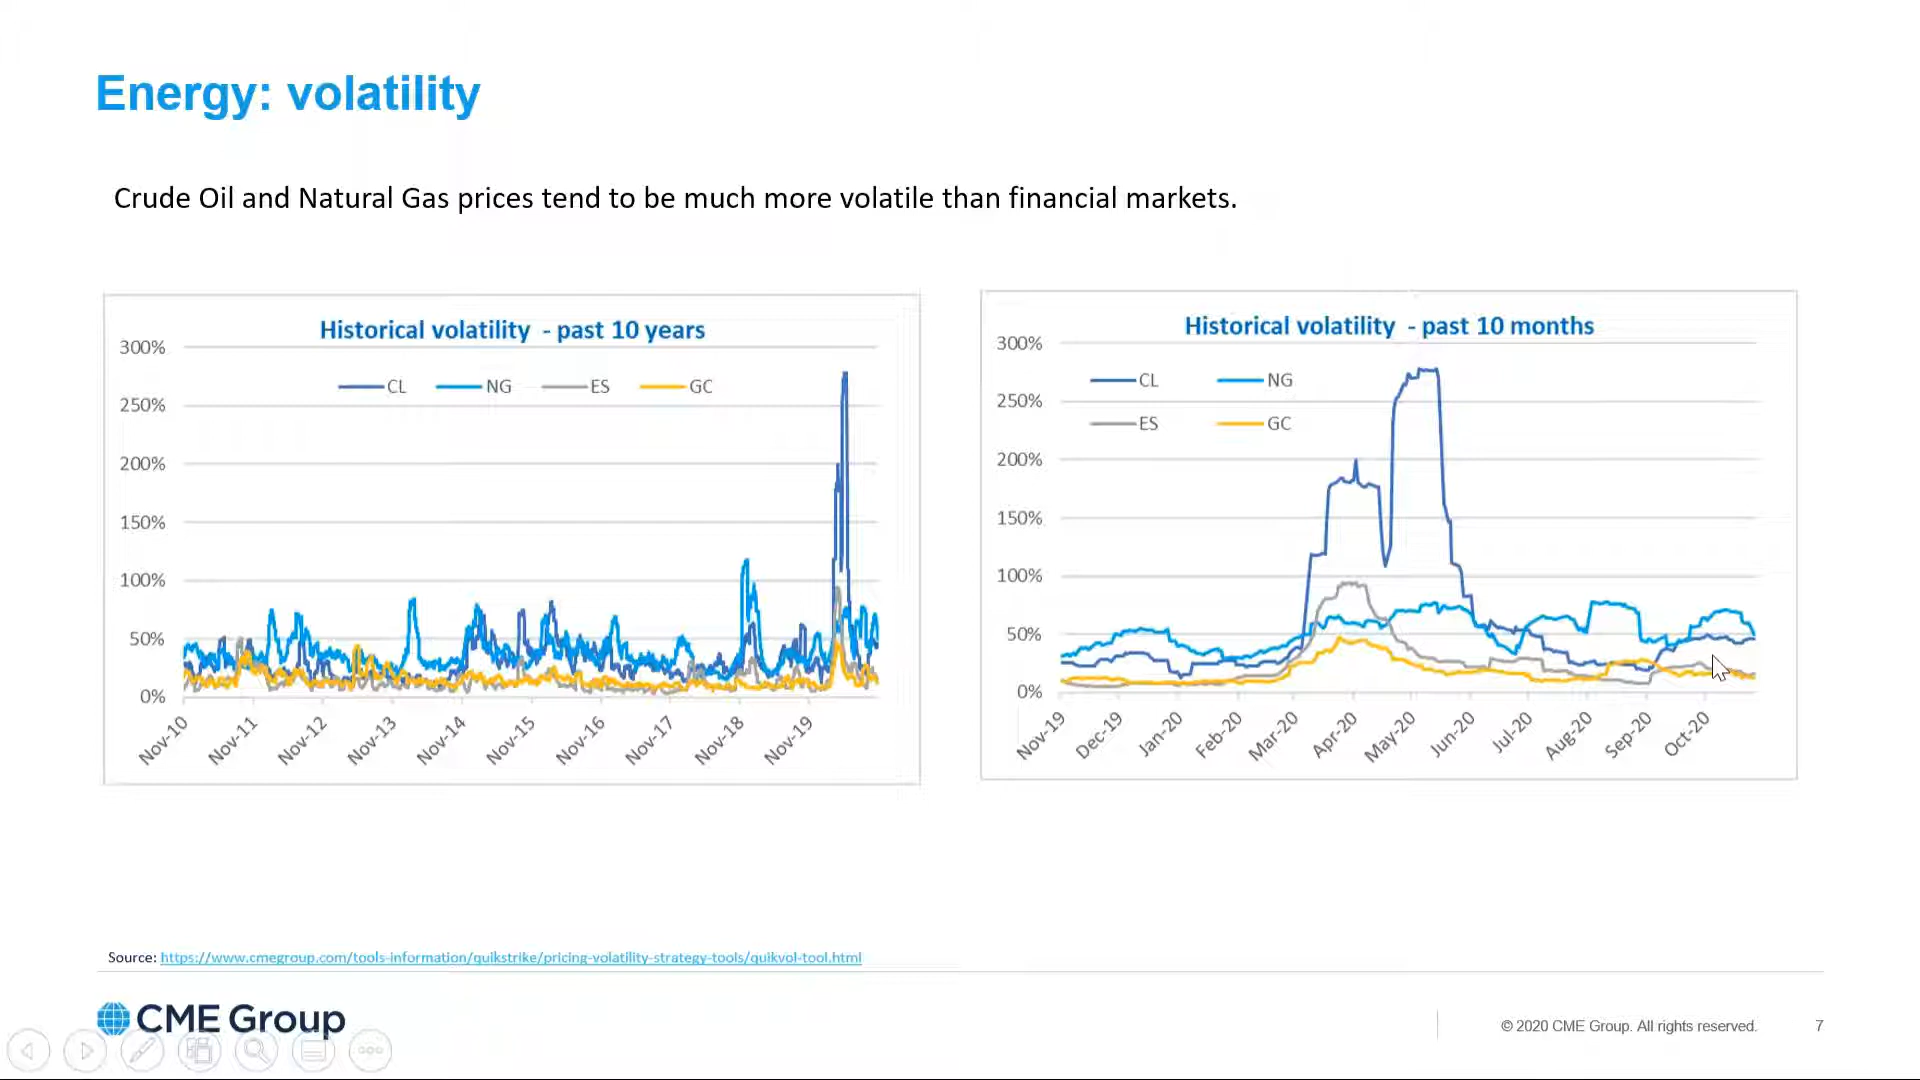 Energy: volatility
Crude Oil and Natural Gas prices tend to be much more volatile than financial markets.
Historical volatility - past 10 years
300%
CL NG ES GC
250%
200%
150%
100%
50%
0%
Nov-10 Nov-11 Nov-12 Nov-13 Nov-14 Nov-15 Nov-16 Nov-17 Nov-18 Nov-19
Historical volatility - past 10 months
300%
CL NG
ES GC
250%
200%
150%
100%
50%
0%
Nov-19 Dec-19 Jan-20 Feb-20 Mar-20 Apr-20 May-20 Jun-20 Jul-20 Aug-20 Sep-20 Oct-20
Source: https://www.cmegroup.com/tools-information/quikstrike/pricing-volatility-strategy-tools/quikvol-tool.html
CME Group
© 2020 CME Group. All rights reserved. 7